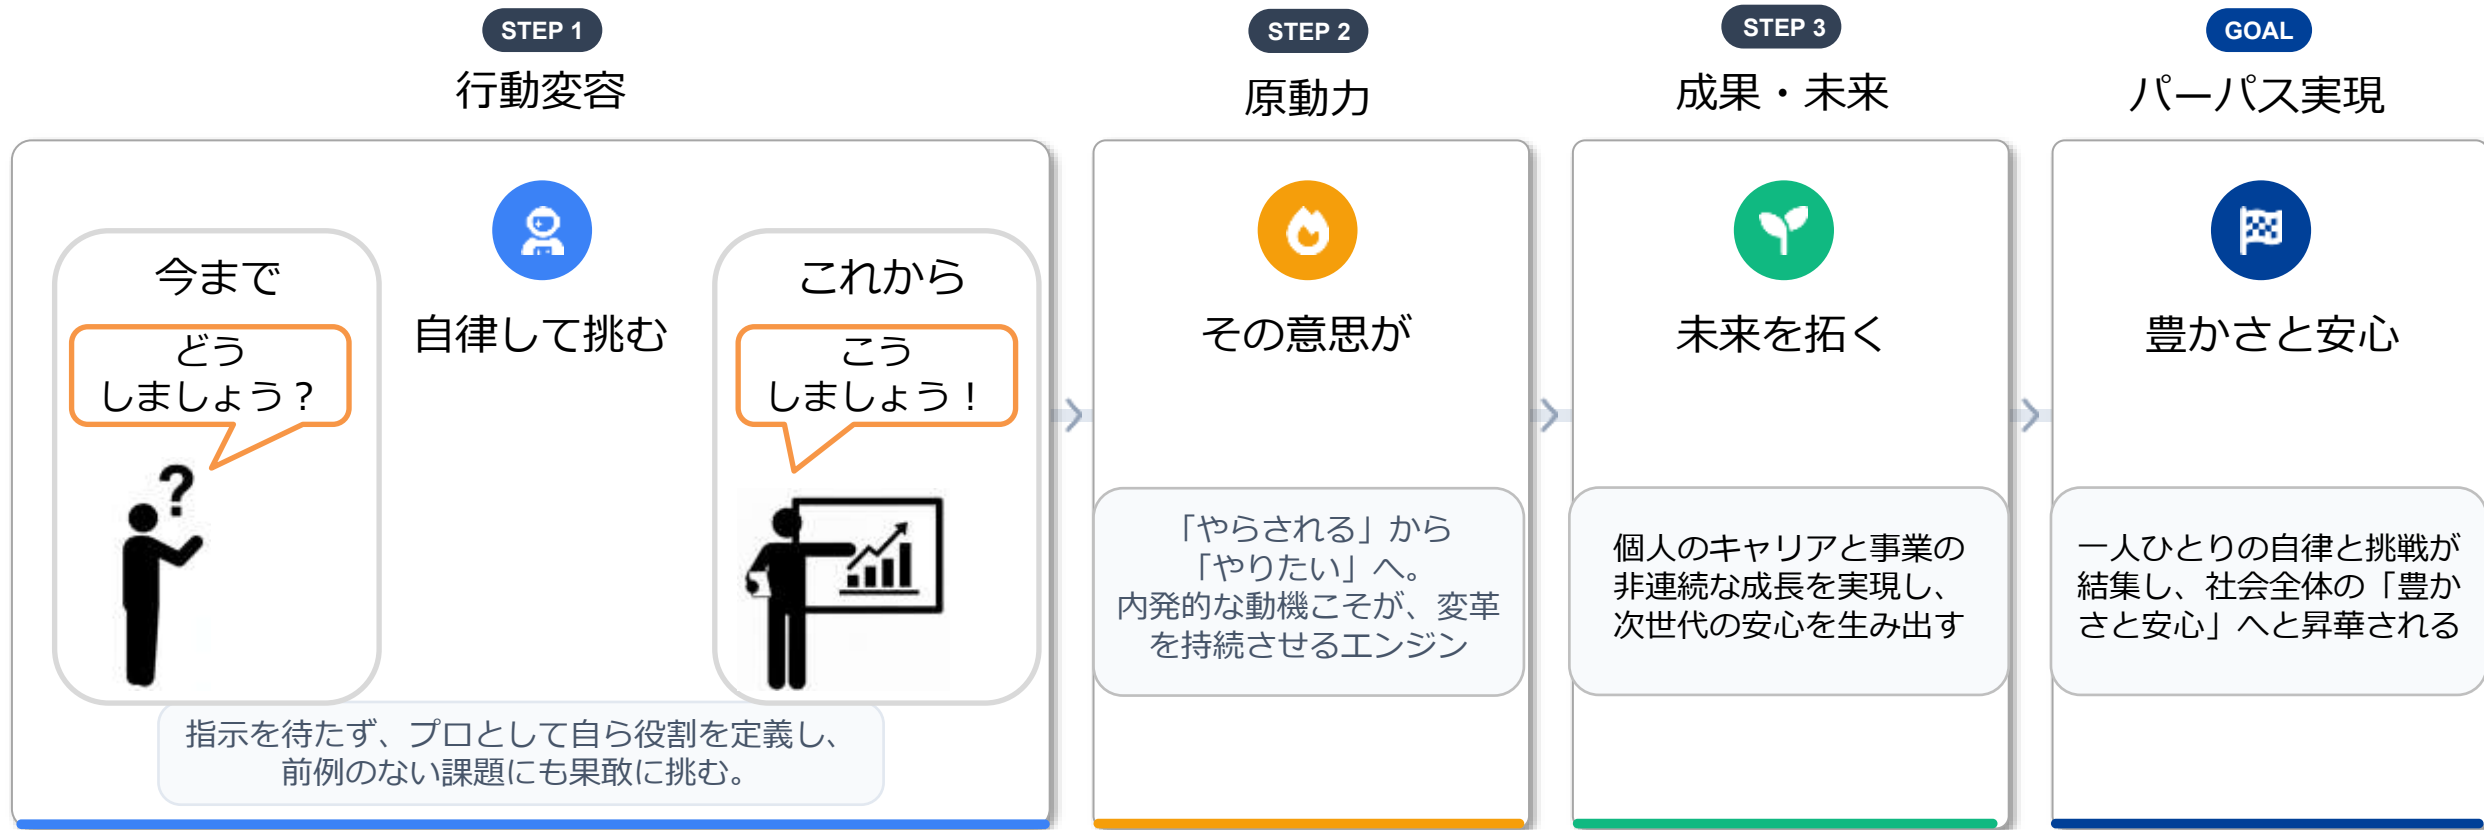 STEP 1
行動変容
今まで
どう
しましょう？
自律して挑む
これから
こう
しましょう！
?
指示を待たず、プロとして自ら役割を定義し、
前例のない課題にも果敢に挑む。
STEP 2
原動力
その意思が
「やらされる」から
「やりたい」へ。
内発的な動機こそが、変革
を持続させるエンジン
STEP 3
成果・未来
未来を拓く
個人のキャリアと事業の
非連続な成長を実現し、
次世代の安心を生み出す
GOAL
パーパス実現
豊かさと安心
一人ひとりの自律と挑戦が
結集し、社会全体の「豊か
さと安心」へと昇華される